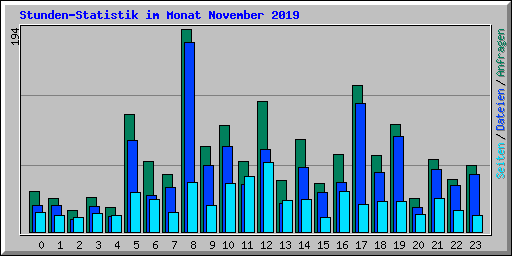 Stunden-Statistik im Monat November 2019
194
0 1 2 3 4 5 6 7 8 9 10 11 12 13 14 15 16 17 18 19 20 21 22 23
Seiten / Dateien / Anfragen